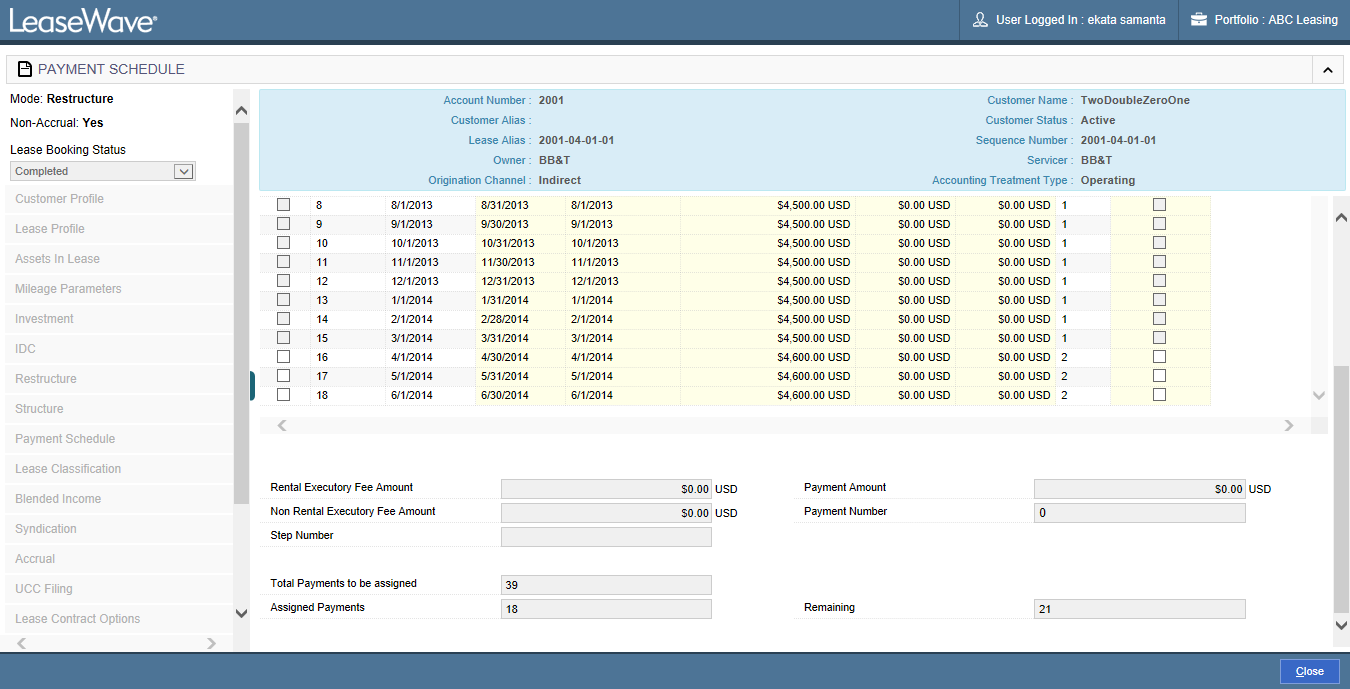 LeaseWave®
User Logged In : ekata samanta
Portfolio : ABC Leasing
PAYMENT SCHEDULE
Mode: Restructure
Non-Accrual: Yes
Lease Booking Status
Completed
Customer Profile
Lease Profile
Assets In Lease
Mileage Parameters
Investment
IDC
Restructure
Structure
Payment Schedule
Lease Classification
Blended Income
Syndication
Accrual
UCC Filing
Lease Contract Options
Account Number : 2001 Customer Name : TwoDoubleZeroOne
Customer Alias : Customer Status : Active
Lease Alias : 2001-04-01-01 Sequence Number : 2001-04-01-01
Owner : BB&T Servicer : BB&T
Origination Channel : Indirect Accounting Treatment Type : Operating
8 8/1/2013 8/31/2013 8/1/2013 $4,500.00 USD $0.00 USD $0.00 USD 1
9 9/1/2013 9/30/2013 9/1/2013 $4,500.00 USD $0.00 USD $0.00 USD 1
10 10/1/2013 10/31/2013 10/1/2013 $4,500.00 USD $0.00 USD $0.00 USD 1
11 11/1/2013 11/30/2013 11/1/2013 $4,500.00 USD $0.00 USD $0.00 USD 1
12 12/1/2013 12/31/2013 12/1/2013 $4,500.00 USD $0.00 USD $0.00 USD 1
13 1/1/2014 1/31/2014 1/1/2014 $4,500.00 USD $0.00 USD $0.00 USD 1
14 2/1/2014 2/28/2014 2/1/2014 $4,500.00 USD $0.00 USD $0.00 USD 1
15 3/1/2014 3/31/2014 3/1/2014 $4,500.00 USD $0.00 USD $0.00 USD 1
16 4/1/2014 4/30/2014 4/1/2014 $4,600.00 USD $0.00 USD $0.00 USD 2
17 5/1/2014 5/31/2014 5/1/2014 $4,600.00 USD $0.00 USD $0.00 USD 2
18 6/1/2014 6/30/2014 6/1/2014 $4,600.00 USD $0.00 USD $0.00 USD 2
Rental Executory Fee Amount $0.00 USD Payment Amount $0.00 USD
Non Rental Executory Fee Amount $0.00 USD Payment Number 0
Step Number
Total Payments to be assigned 39
Assigned Payments 18 Remaining 21
Close